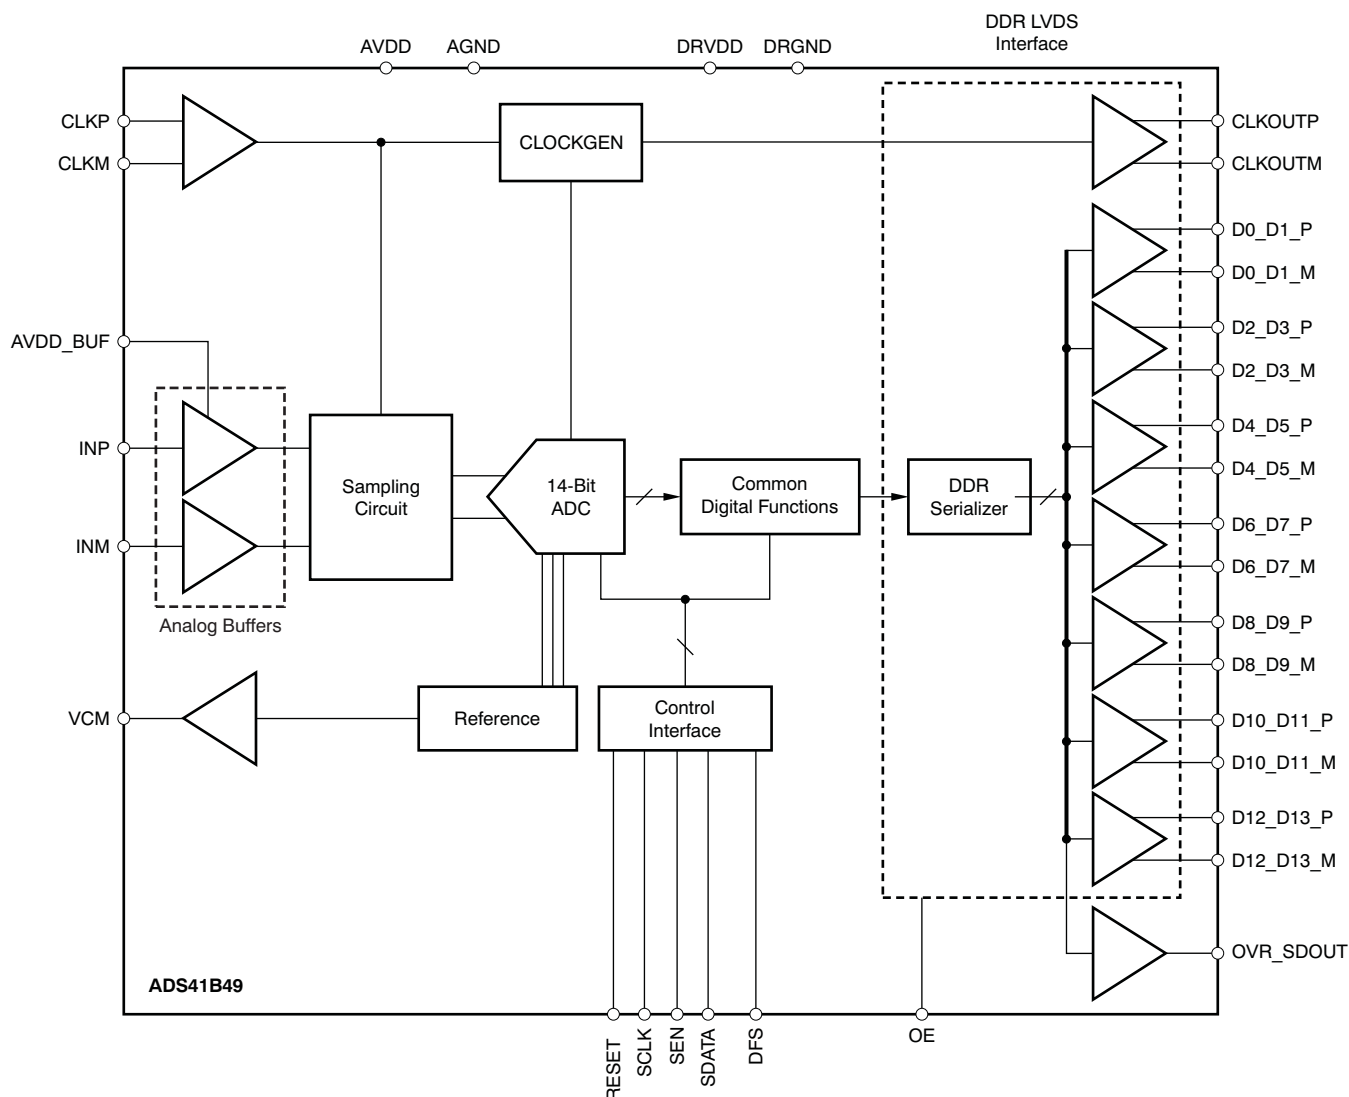 DDR LVDS
Interface
AVDD
AGND
DRVDD
DRGND
CLKP
CLKM
CLOCKGEN
CLKOUTP
CLKOUTM
D0_D1_P
D0_D1_M
AVDD_BUF
D2_D3_P
D2_D3_M
INP
INM
Analog Buffers
Sampling
Circuit
14-Bit
ADC
Common
Digital Functions
DDR
Serializer
D4_D5_P
D4_D5_M
D6_D7_P
D6_D7_M
D8_D9_P
D8_D9_M
VCM
Reference
Control
Interface
D10_D11_P
D10_D11_M
D12_D13_P
D12_D13_M
OVR_SDOUT
ADS41B49
RESET
SCLK
SEN
SDATA
DFS
OE